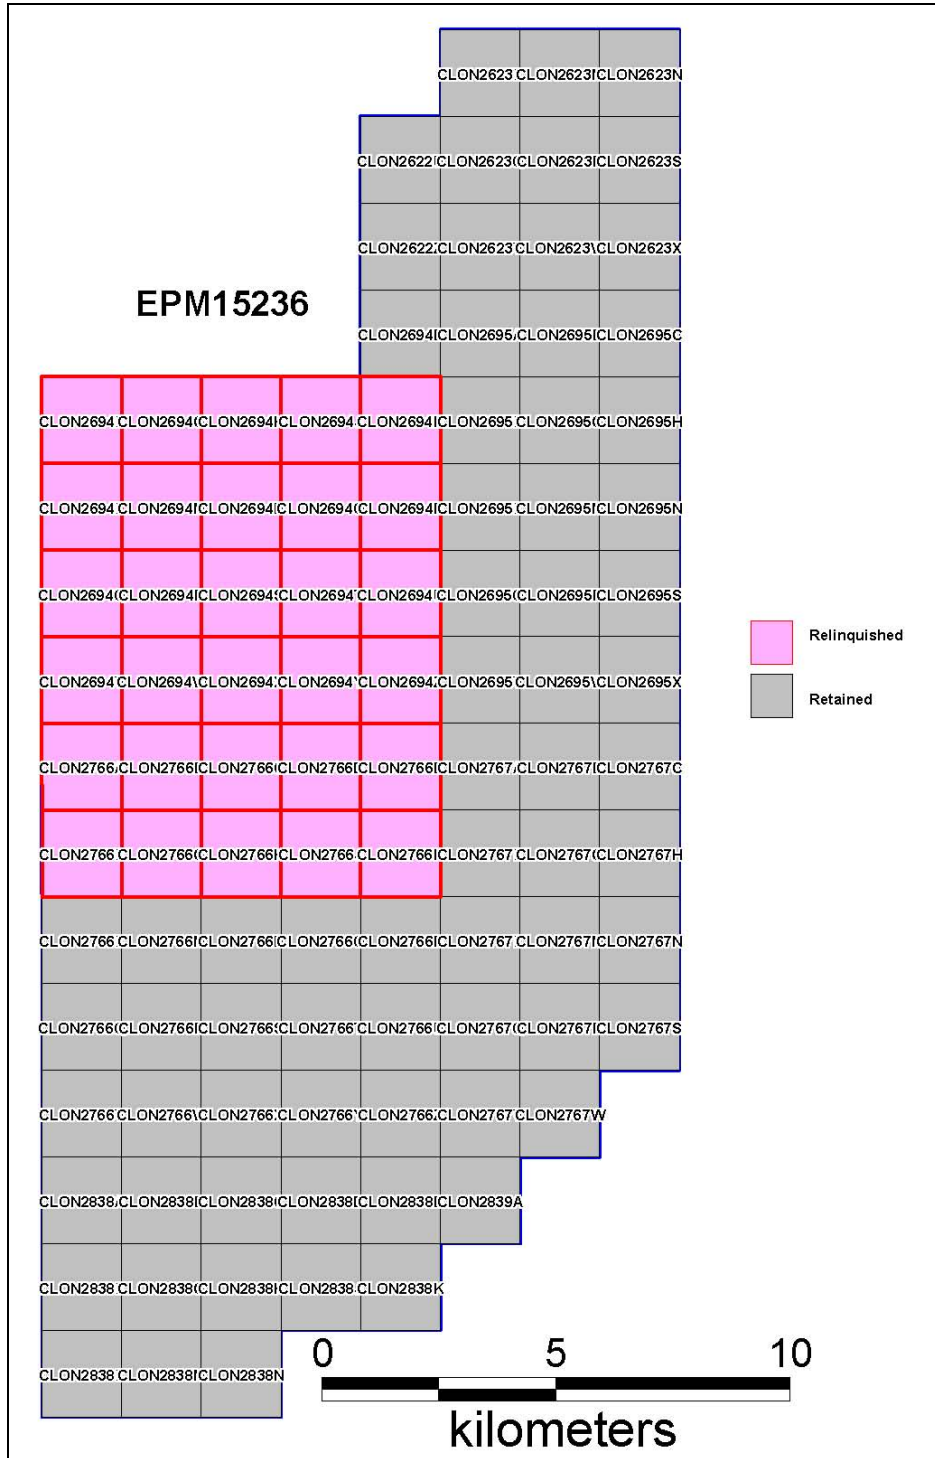 CLON2623 CLON2623 CLON2623N
CLON2622 CLON2623 CLON2623 CLON2623S
CLON2622 CLON2623 CLON2623 CLON2623X
EPM15236
CLON2694 CLON2695 CLON2695 CLON2695C
CLON2694 CLON2694 CLON2694 CLON2694 CLON2694 CLON2695 CLON2695 CLON2695H
CLON2694 CLON2694 CLON2694 CLON2694 CLON2694 CLON2695 CLON2695 CLON2695N
CLON2694 CLON2694 CLON2694S CLON2694 CLON2694 CLON2695 CLON2695 CLON2695S
Relinquished
CLON2694 CLON2694 CLON2694X CLON2694 CLON2694 CLON2695 CLON2695 CLON2695X
Retained
CLON2766 CLON2766 CLON2766 CLON2766 CLON2766 CLON2767 CLON2767 CLON2767C
CLON2766 CLON2766 CLON2766 CLON2766 CLON2766 CLON2767 CLON2767 CLON2767H
CLON2766 CLON2766 CLON2766 CLON2766 CLON2766 CLON2767 CLON2767 CLON2767N
CLON2766 CLON2766 CLON2766S CLON2766 CLON2766 CLON2767 CLON2767 CLON2767S
CLON2766 CLON2766 CLON2766 CLON2766 CLON2766 CLON2767 CLON2767W
CLON2838 CLON2838 CLON2838 CLON2838 CLON2838 CLON2839A
CLON2838 CLON2838 CLON2838 CLON2838 CLON2838K
CLON2838 CLON2838 CLON2838N
0 5 10
kilometers